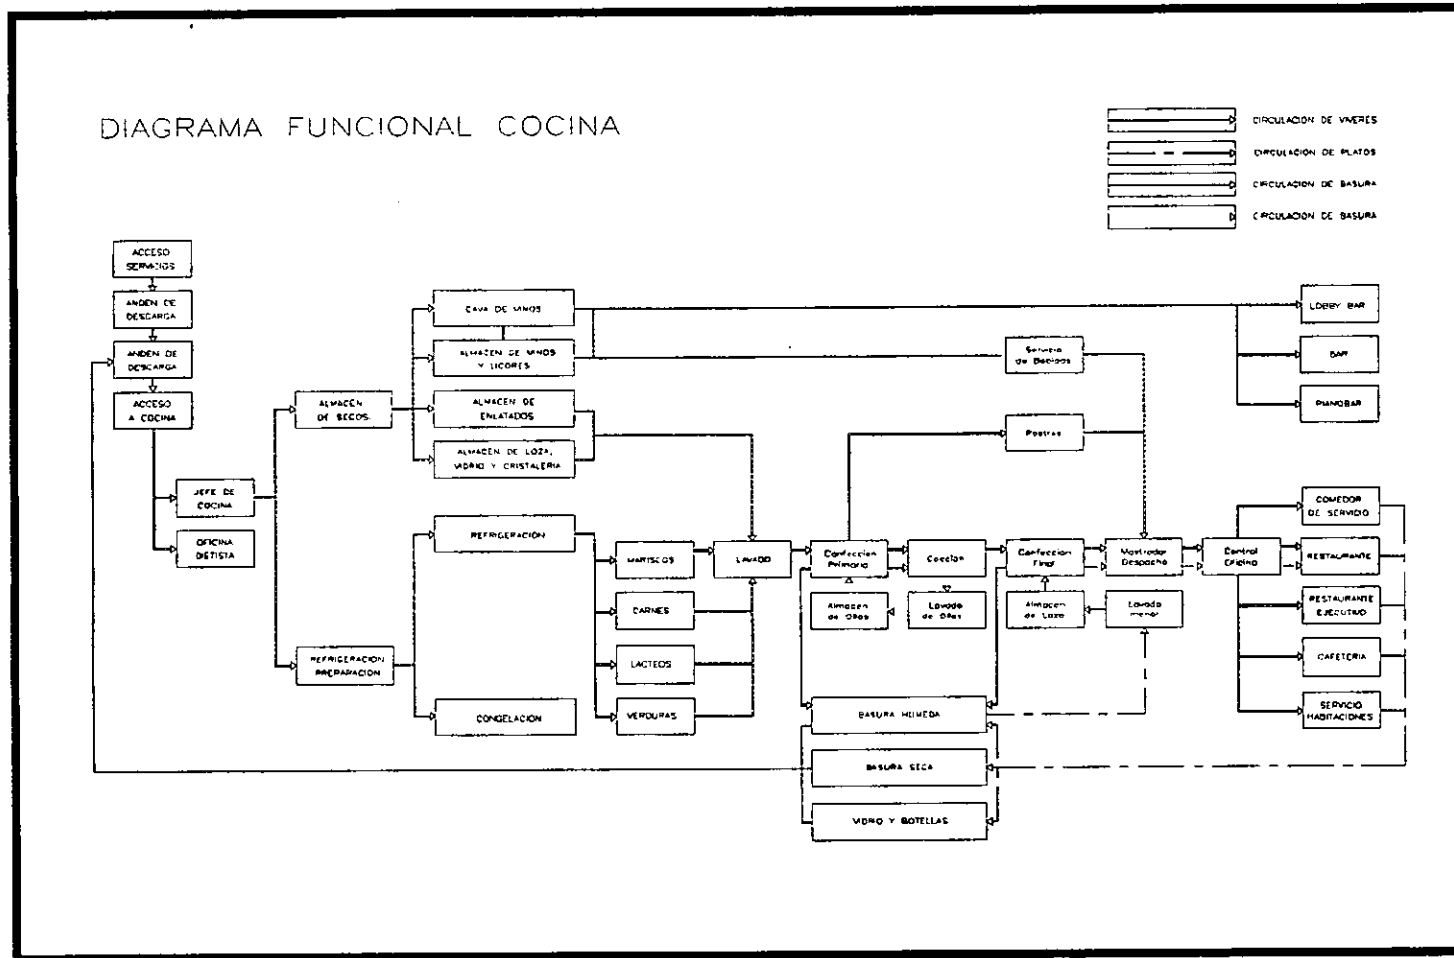 DIAGRAMA FUNCIONAL COCINA
CIRCULACION DE VIVERES
CIRCULACION DE PLATOS
CIRCULACION DE BASURA
CIRCULACION DE BASURA
ACCESO
SERVICIOS
ANDEN DE
DESCARGA
ANDEN DE
DESCARGA
ACCESO
A COCINA
JEFE DE
COCINA
OFICINA
DIETISTA
ALMACEN
DE SECOS.
REFRIGERACION
PREPARACION
CAVA DE VINOS
ALMACEN DE VINOS
Y LICORES
ALMACEN DE
ENLATADOS
ALMACEN DE LOZA,
VIDRIO Y CRISTALERIA
REFRIGERACION
CONGELACION
MARISCOS
CARNES
LACTEOS
VERDURAS
LAVADO
Confeccion
Primaria
Coccion
Confeccion
Final
Mostrador
Despacho
Control
Oficina
Almacen
de Ollas
Lavado
de Ollas
Almacen
de Loza
Lavado
menor
Servicio
de Bebidas
Postres
BASURA HUMEDA
BASURA SECA
VIDRIO Y BOTELLAS
LOBBY BAR
BAR
PIANOBAR
COMEDOR
DE SERVICIO
RESTAURANTE
RESTAURANTE
EJECUTIVO
CAFETERIA
SERVICIO
HABITACIONES